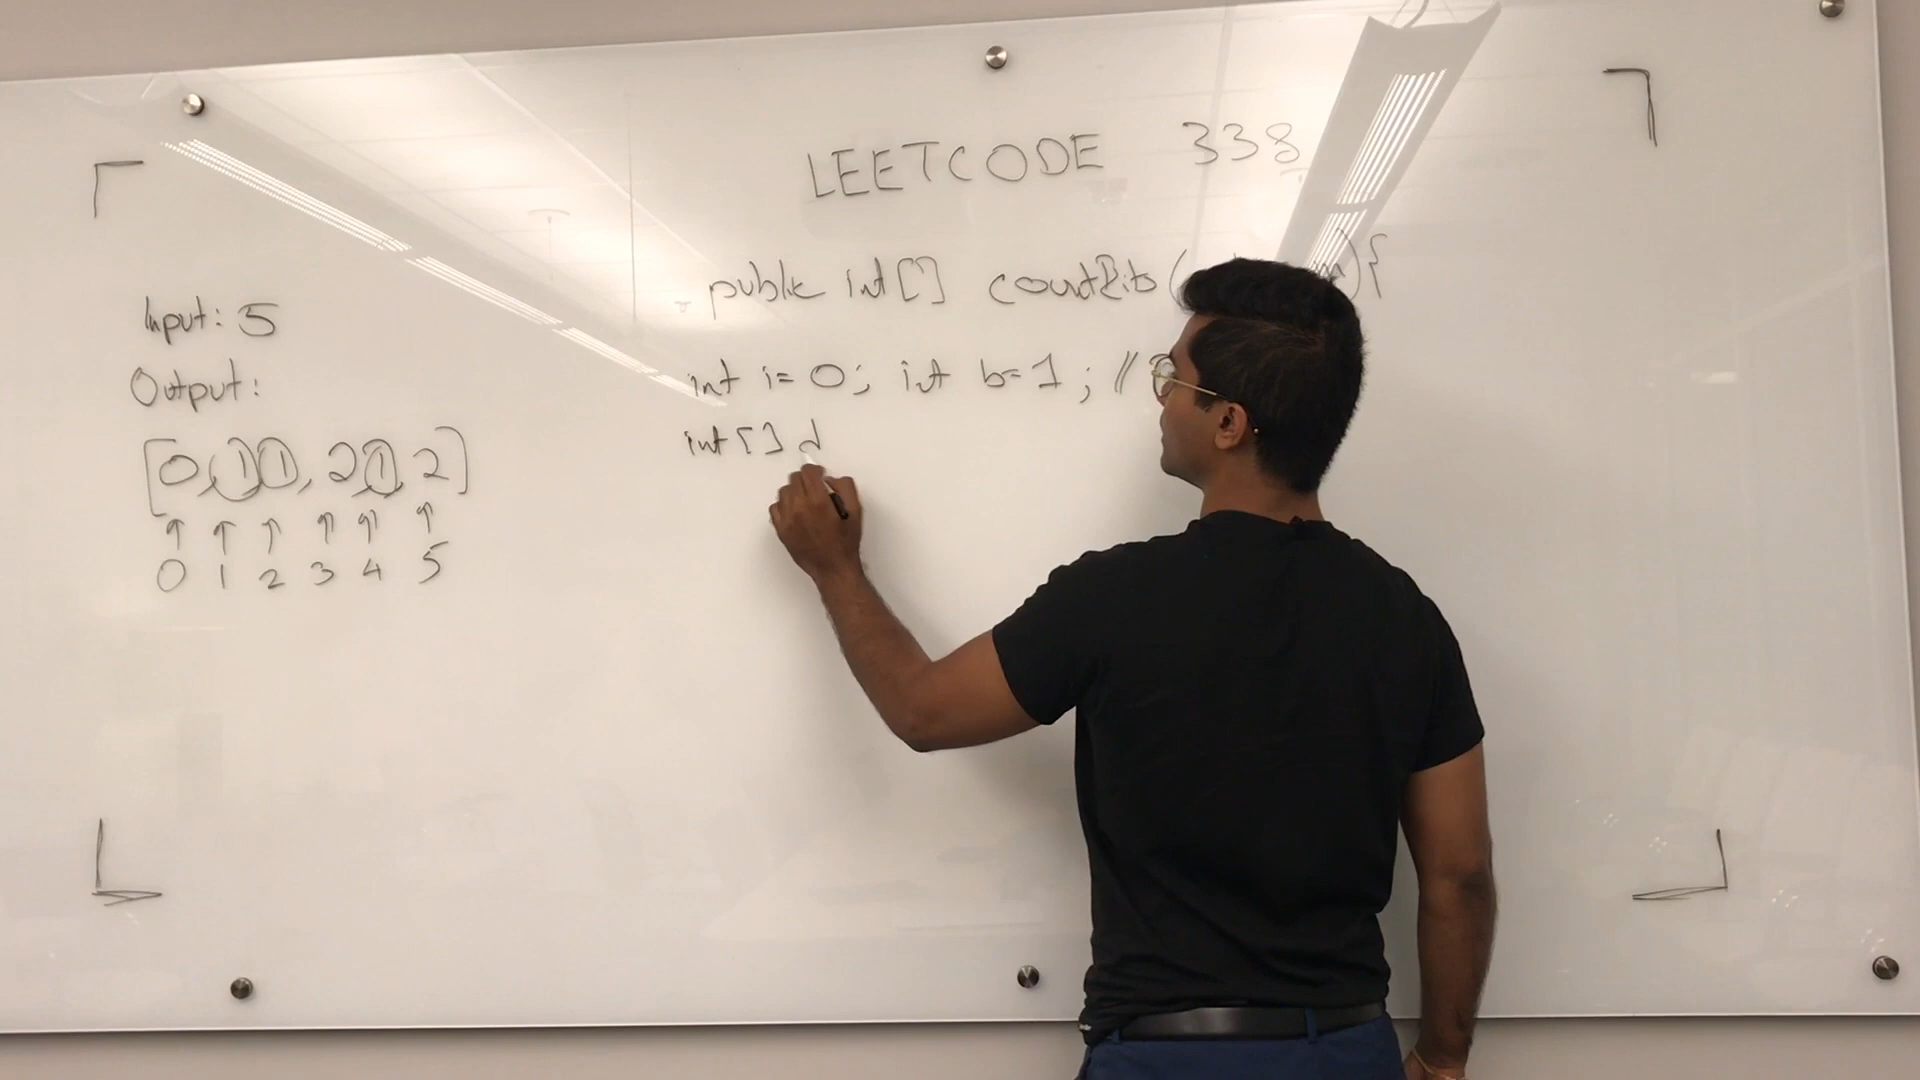 LEETCODE 338
Input: 5
Output:
[0, 1 1, 2 1, 2]
0 1 2 3 4 5
public int[] countBits( ){
int i= 0; int b= 1; //
int [] d